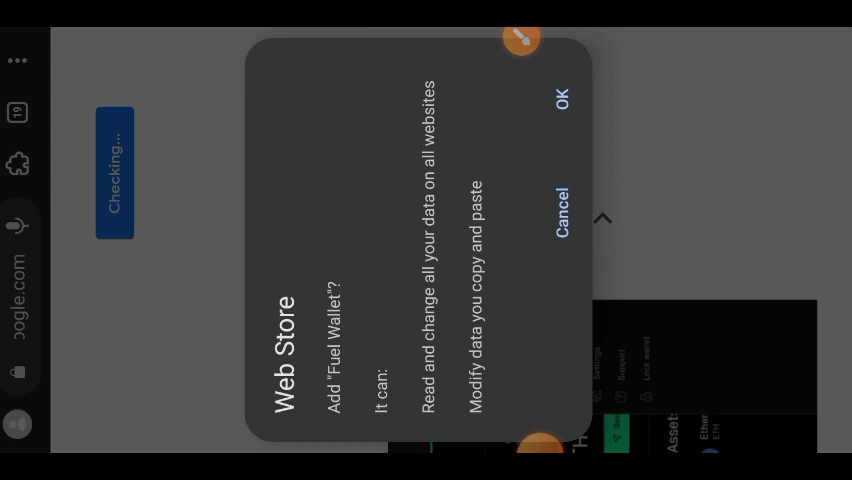 19
oogle.com
Checking...
Web Store
Add "Fuel Wallet"?
It can:
Read and change all your data on all websites
Modify data you copy and paste
Cancel
OK
Settings
Support
Lock wallet
Assets
Ether
ETH